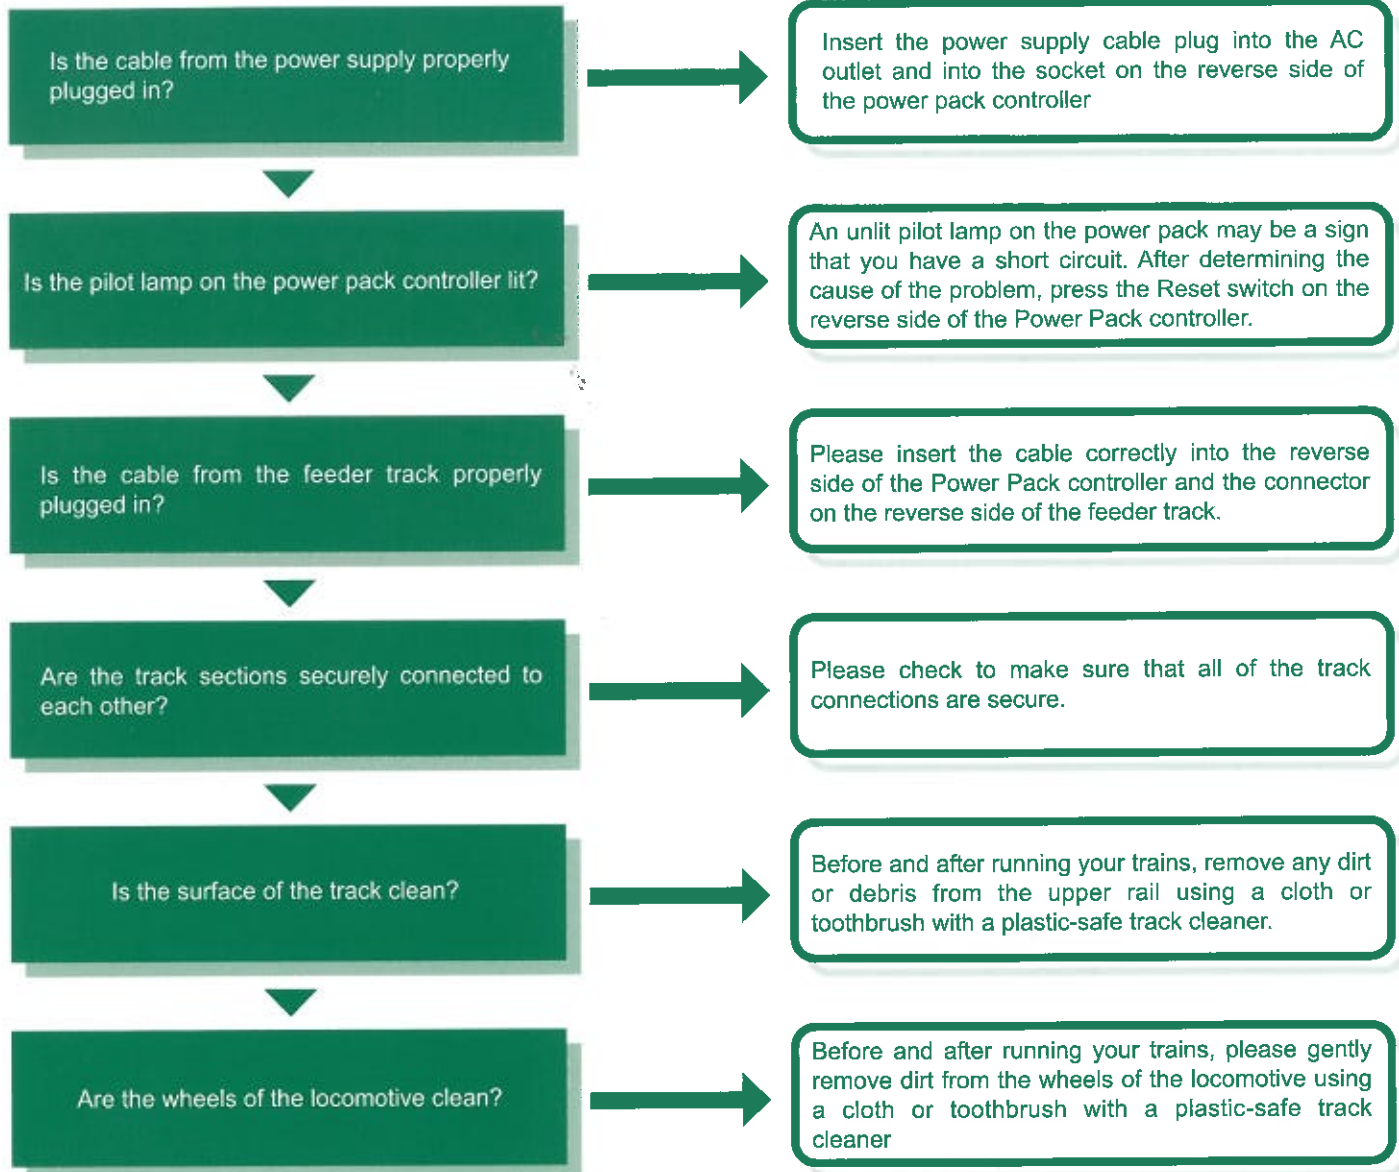 Is the cable from the power supply properly
plugged in?
Insert the power supply cable plug into the AC
outlet and into the socket on the reverse side of
the power pack controller
Is the pilot lamp on the power pack controller lit?
An unlit pilot lamp on the power pack may be a sign
that you have a short circuit. After determining the
cause of the problem, press the Reset switch on the
reverse side of the Power Pack controller.
Is the cable from the feeder track properly
plugged in?
Please insert the cable correctly into the reverse
side of the Power Pack controller and the connector
on the reverse side of the feeder track.
Are the track sections securely connected to
each other?
Please check to make sure that all of the track
connections are secure.
Is the surface of the track clean?
Before and after running your trains, remove any dirt
or debris from the upper rail using a cloth or
toothbrush with a plastic-safe track cleaner.
Are the wheels of the locomotive clean?
Before and after running your trains, please gently
remove dirt from the wheels of the locomotive using
a cloth or toothbrush with a plastic-safe track
cleaner